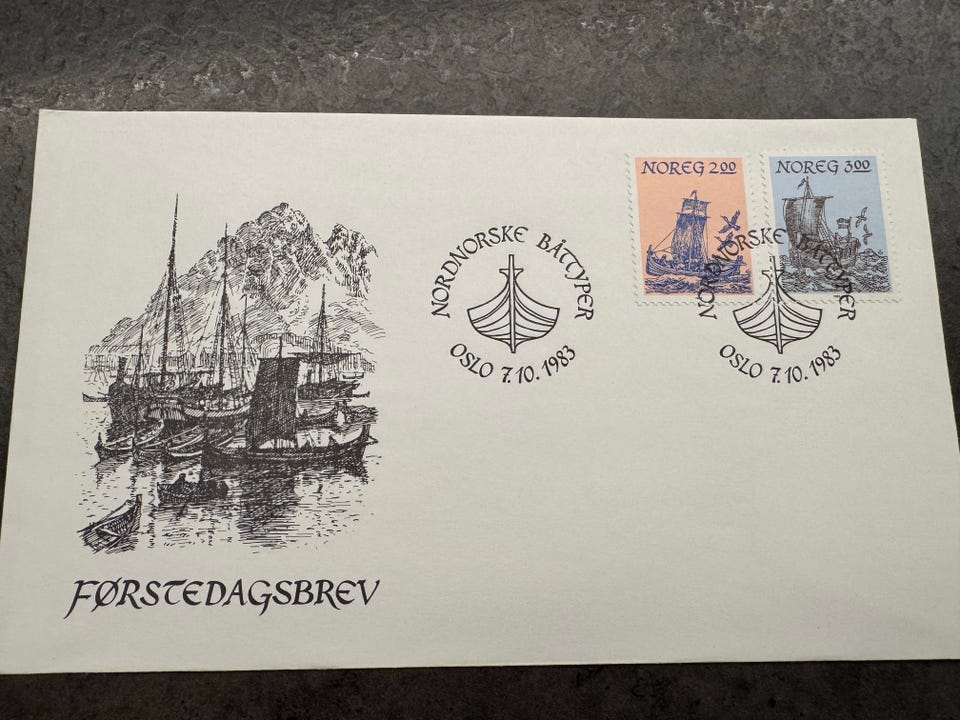 NOREG 2.00
NOREG 3.00
NORDNORSKE BÅTTYPER
OSLO 7.10.1983
NORDNORSKE BÅTTYPER
OSLO 7.10.1983
FØRSTEDAGSBREV